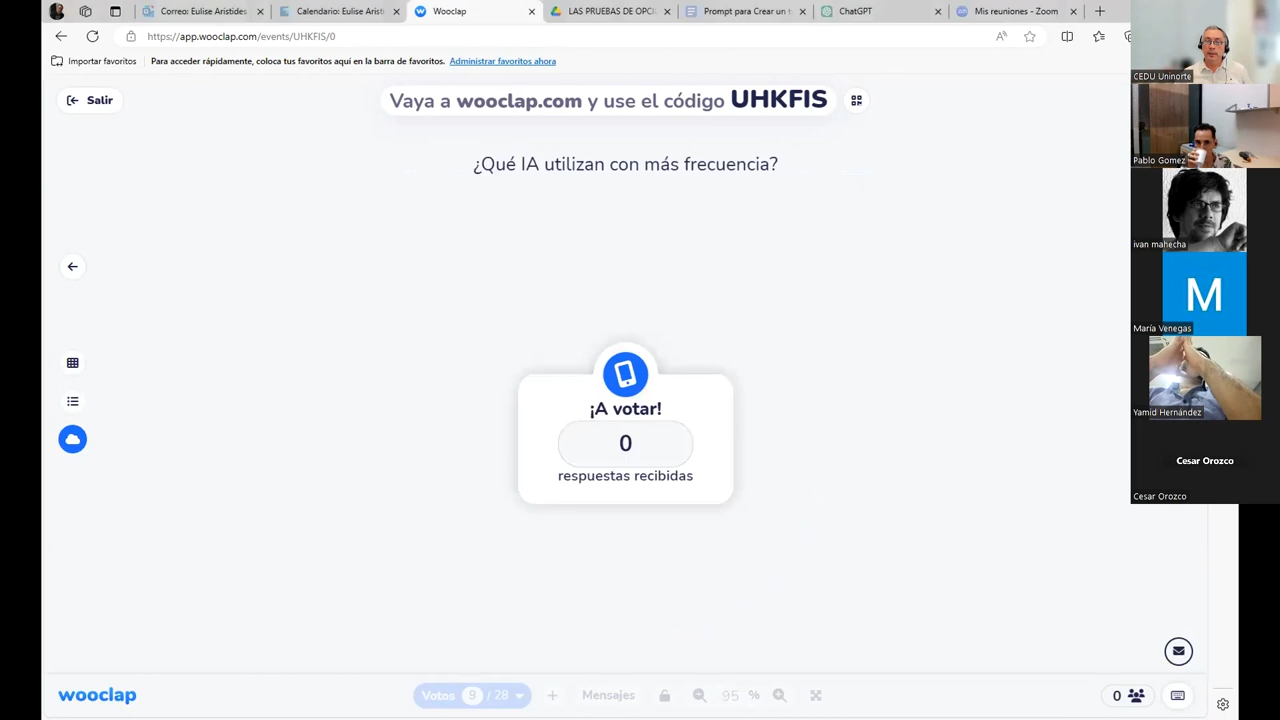 Correo: Eulise Aristides
Calendario: Eulise Aristi
Wooclap
LAS PRUEBAS DE OPCI
Prompt para Crear un t
ChatGPT
Mis reuniones - Zoom
https://app.wooclap.com/events/UHKFIS/0
Importar favoritos
Para acceder rápidamente, coloca tus favoritos aquí en la barra de favoritos. Administrar favoritos ahora
Salir
Vaya a wooclap.com y use el código UHKFIS
¿Qué IA utilizan con más frecuencia?
¡A votar!
0
respuestas recibidas
wooclap
Votos 9 / 28
Mensajes
95 %
0
CEDU Uninorte
Pablo Gomez
ivan mahecha
M
María Venegas
Yamid Hernández
Cesar Orozco
Cesar Orozco